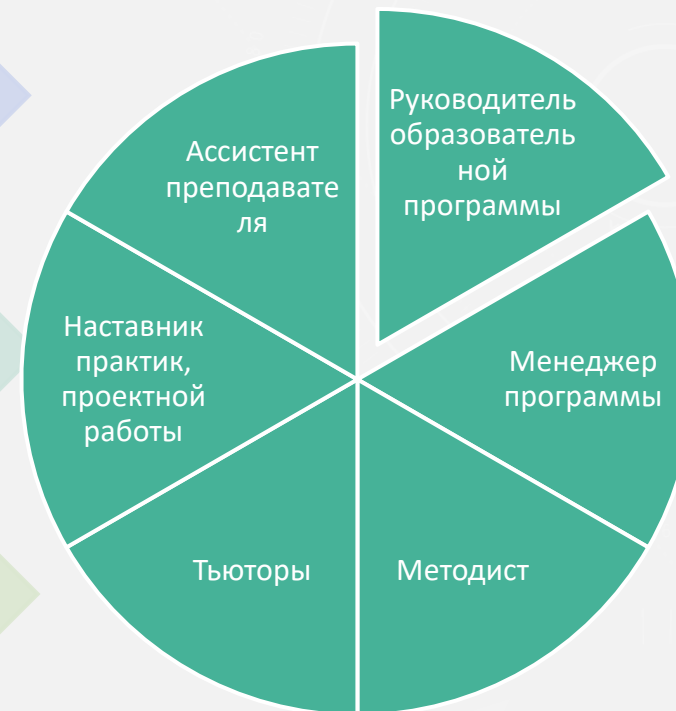 Руководитель
образователь
ной
программы
Менеджер
программы
Методист
Тьюторы
Наставник
практик,
проектной
работы
Ассистент
преподавате
ля